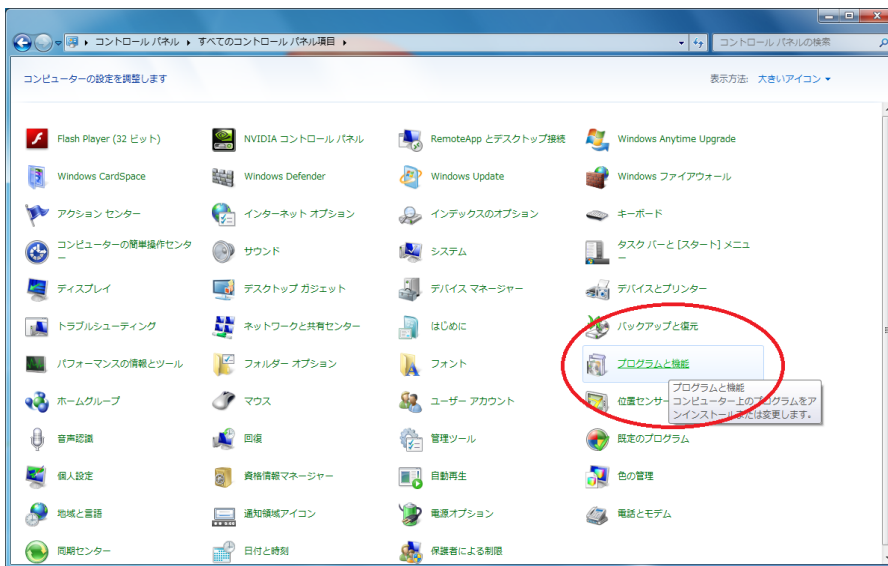 コントロール パネル ▸ すべてのコントロール パネル項目 ▸
コントロール パネルの検索
コンピューターの設定を調整します
表示方法: 大きいアイコン ▼
Flash Player (32 ビット)
NVIDIA コントロール パネル
RemoteApp とデスクトップ接続
Windows Anytime Upgrade
Windows CardSpace
Windows Defender
Windows Update
Windows ファイアウォール
アクション センター
インターネット オプション
インデックスのオプション
キーボード
コンピューターの簡単操作センタ
ー
サウンド
システム
タスク バーと [スタート] メニュ
ー
ディスプレイ
デスクトップ ガジェット
デバイス マネージャー
デバイスとプリンター
トラブルシューティング
ネットワークと共有センター
はじめに
バックアップと復元
パフォーマンスの情報とツール
フォルダー オプション
フォント
プログラムと機能
プログラムと機能
コンピューター上のプログラムをア
ンインストールまたは変更します。
ホームグループ
マウス
ユーザー アカウント
位置センサー
音声認識
回復
管理ツール
既定のプログラム
個人設定
資格情報マネージャー
自動再生
色の管理
地域と言語
通知領域アイコン
電源オプション
電話とモデム
同期センター
日付と時刻
保護者による制限